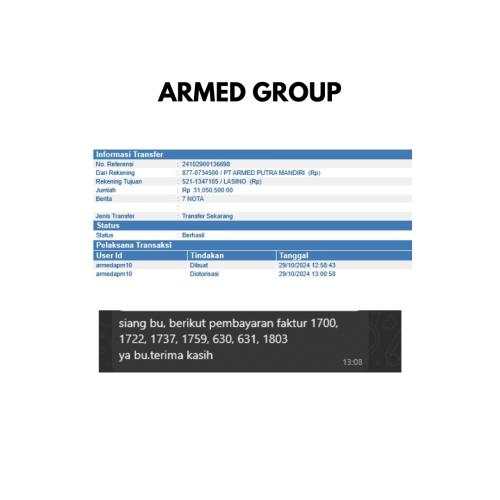 ARMED GROUP
Informasi Transfer
No. Referensi : 24102900136698
Dari Rekening : 877-0734500 / PT ARMED PUTRA MANDIRI (Rp)
Rekening Tujuan : 521-1347105 / LASINO (Rp)
Jumlah : Rp 31,050,500.00
Berita : 7 NOTA
:
Jenis Transfer : Transfer Sekarang
Status
Status : Berhasil
Pelaksana Transaksi
User Id Tindakan Tanggal
armedapm10 Dibuat 29/10/2024 12:58:43
armedapm10 Diotorisasi 29/10/2024 13:00:58
siang bu, berikut pembayaran faktur 1700,
1722, 1737, 1759, 630, 631, 1803
ya bu.terima kasih
13:08